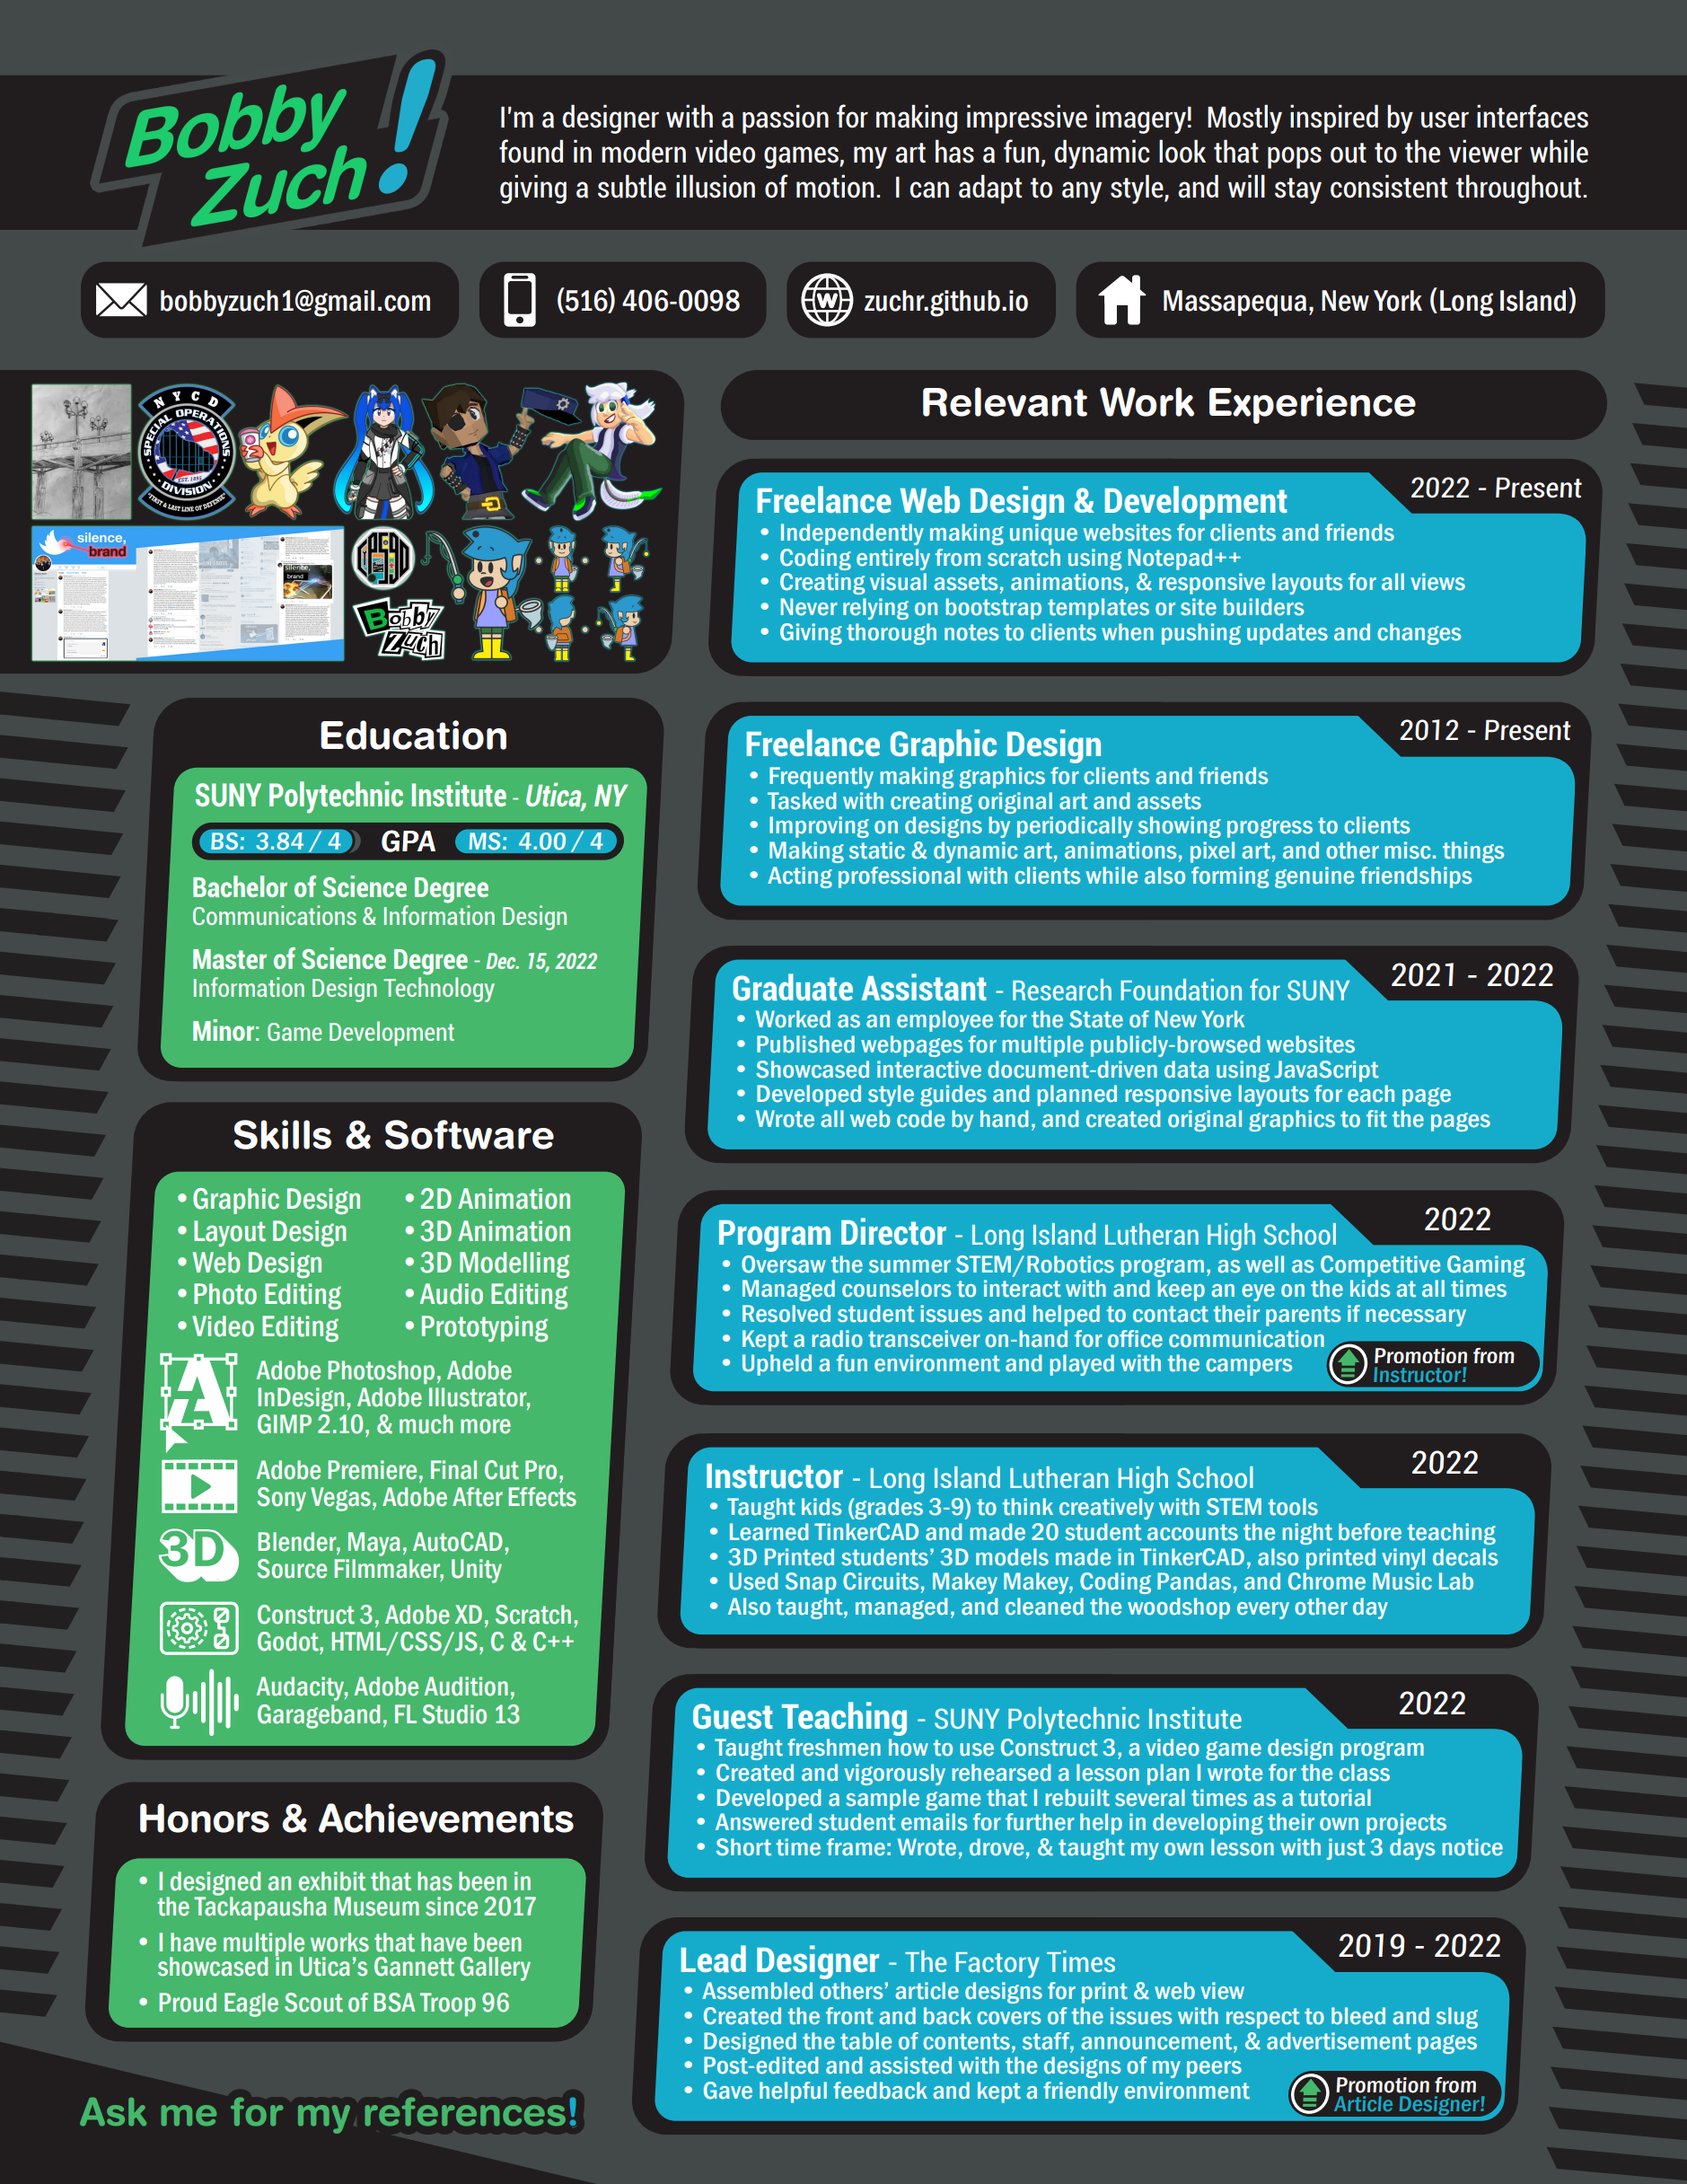 Bobby
Zuch!
I'm a designer with a passion for making impressive imagery! Mostly inspired by user interfaces
found in modern video games, my art has a fun, dynamic look that pops out to the viewer while
giving a subtle illusion of motion. I can adapt to any style, and will stay consistent throughout.
bobbyzuch1@gmail.com
(516) 406-0098
W
zuchr.github.io
Massapequa, New York (Long Island)
NYCD
SPECIAL OPERATIONS
EST. 1895
DIVISION
"FIRST & LAST LINE OF DEFENSE"
silence,
brand
silence,
brand
Bobby
Zuch
Education
SUNY Polytechnic Institute - Utica, NY
BS: 3.84 / 4 GPA MS: 4.00 / 4
Bachelor of Science Degree
Communications & Information Design
Master of Science Degree - Dec. 15, 2022
Information Design Technology
Minor: Game Development
Skills & Software
• Graphic Design
• Layout Design
• Web Design
• Photo Editing
• Video Editing
• 2D Animation
• 3D Animation
• 3D Modelling
• Audio Editing
• Prototyping
A
Adobe Photoshop, Adobe
InDesign, Adobe Illustrator,
GIMP 2.10, & much more
Adobe Premiere, Final Cut Pro,
Sony Vegas, Adobe After Effects
3D
Blender, Maya, AutoCAD,
Source Filmmaker, Unity
Construct 3, Adobe XD, Scratch,
Godot, HTML/CSS/JS, C & C++
Audacity, Adobe Audition,
Garageband, FL Studio 13
Honors & Achievements
• I designed an exhibit that has been in
the Tackapausha Museum since 2017
• I have multiple works that have been
showcased in Utica's Gannett Gallery
• Proud Eagle Scout of BSA Troop 96
Ask me for my references!
Relevant Work Experience
Freelance Web Design & Development
2022 - Present
• Independently making unique websites for clients and friends
• Coding entirely from scratch using Notepad++
• Creating visual assets, animations, & responsive layouts for all views
• Never relying on bootstrap templates or site builders
• Giving thorough notes to clients when pushing updates and changes
Freelance Graphic Design
2012 - Present
• Frequently making graphics for clients and friends
• Tasked with creating original art and assets
• Improving on designs by periodically showing progress to clients
• Making static & dynamic art, animations, pixel art, and other misc. things
• Acting professional with clients while also forming genuine friendships
Graduate Assistant - Research Foundation for SUNY
2021 - 2022
• Worked as an employee for the State of New York
• Published webpages for multiple publicly-browsed websites
• Showcased interactive document-driven data using JavaScript
• Developed style guides and planned responsive layouts for each page
• Wrote all web code by hand, and created original graphics to fit the pages
Program Director - Long Island Lutheran High School
2022
• Oversaw the summer STEM/Robotics program, as well as Competitive Gaming
• Managed counselors to interact with and keep an eye on the kids at all times
• Resolved student issues and helped to contact their parents if necessary
• Kept a radio transceiver on-hand for office communication
• Upheld a fun environment and played with the campers
Promotion from
Instructor!
Instructor - Long Island Lutheran High School
2022
• Taught kids (grades 3-9) to think creatively with STEM tools
• Learned TinkerCAD and made 20 student accounts the night before teaching
• 3D Printed students' 3D models made in TinkerCAD, also printed vinyl decals
• Used Snap Circuits, Makey Makey, Coding Pandas, and Chrome Music Lab
• Also taught, managed, and cleaned the woodshop every other day
Guest Teaching - SUNY Polytechnic Institute
2022
• Taught freshmen how to use Construct 3, a video game design program
• Created and vigorously rehearsed a lesson plan I wrote for the class
• Developed a sample game that I rebuilt several times as a tutorial
• Answered student emails for further help in developing their own projects
• Short time frame: Wrote, drove, & taught my own lesson with just 3 days notice
Lead Designer - The Factory Times
2019 - 2022
• Assembled others' article designs for print & web view
• Created the front and back covers of the issues with respect to bleed and slug
• Designed the table of contents, staff, announcement, & advertisement pages
• Post-edited and assisted with the designs of my peers
• Gave helpful feedback and kept a friendly environment
Promotion from
Article Designer!